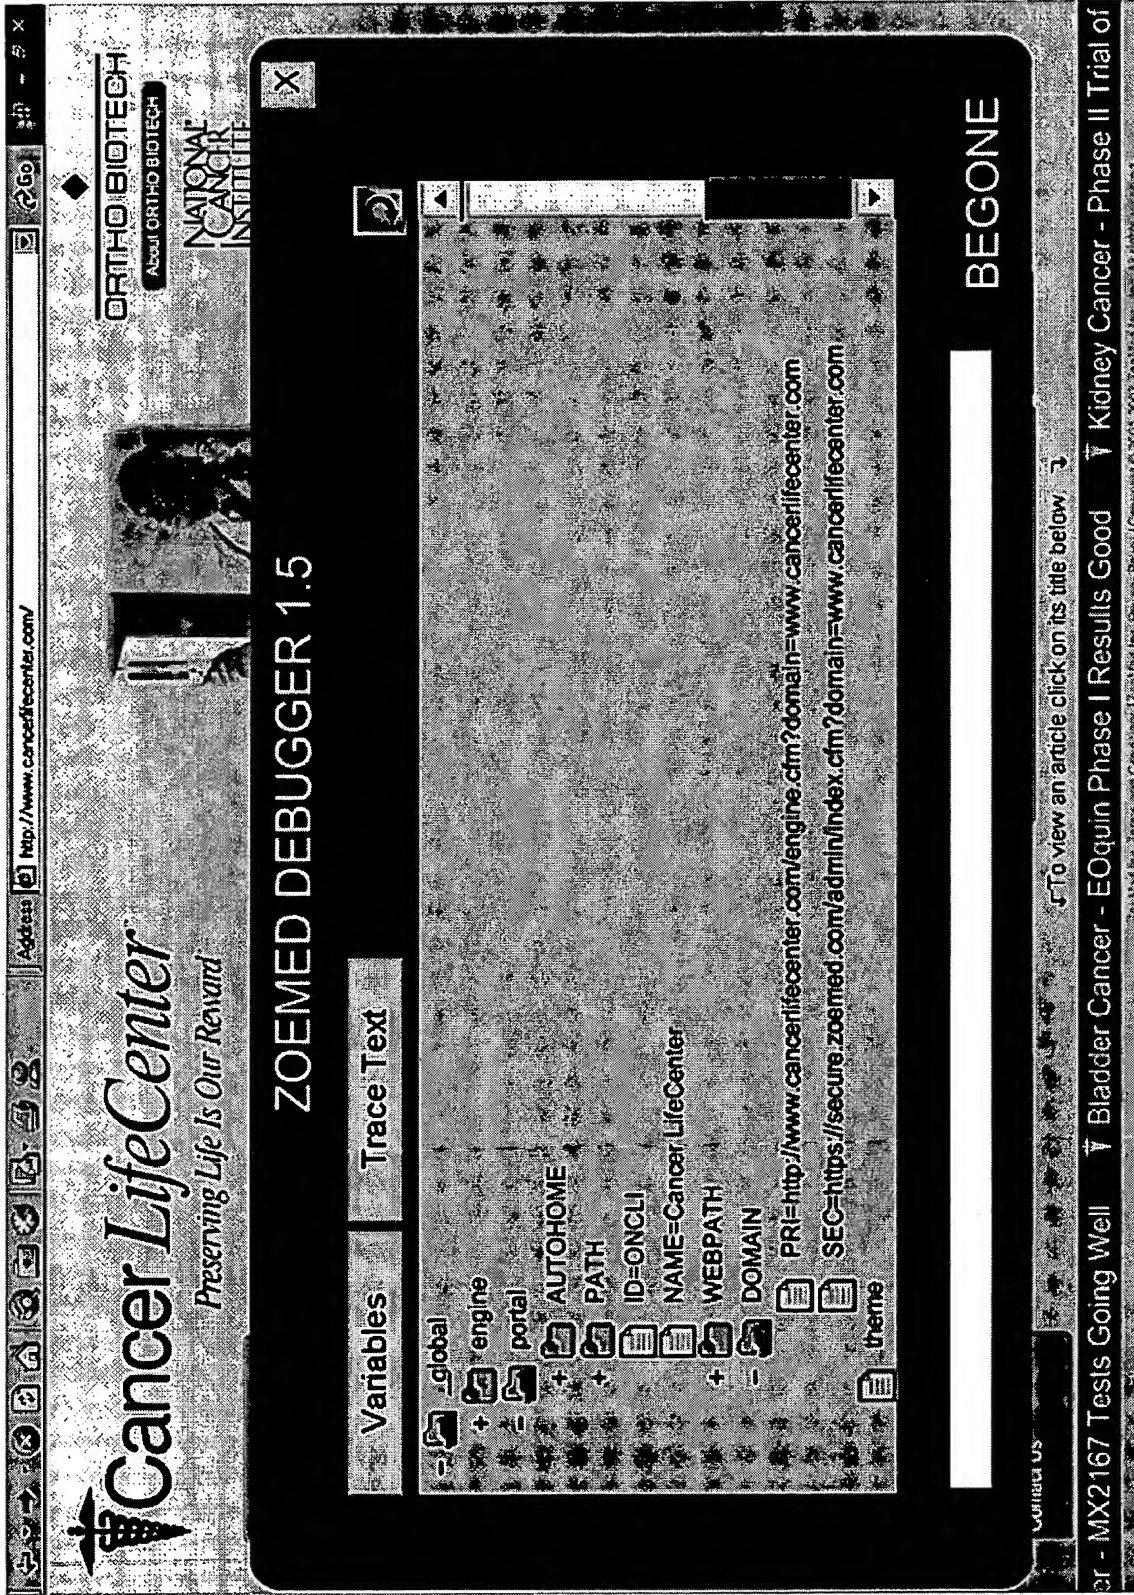 Address http://www.cancerlifecenter.com/ Go
Cancer LifeCenter
Preserving Life Is Our Reward
ORTHO BIOTECH
About ORTHO BIOTECH
NATIONAL
CANCER
INSTITUTE
ZOEMED DEBUGGER 1.5
X
Variables
Trace Text
- _global
+ engine
- portal
+ AUTOHOME
+ PATH
ID=ONCLI
NAME=Cancer.LifeCenter
+ WEBPATH
- DOMAIN
PRI=http://www.cancerlifecenter.com/engine.cfm?domain=www.cancerlifecenter.com
SEC=https://secure.zoemed.com/admin/index.cfm?domain=www.cancerlifecenter.com
theme
BEGONE
Contact Us
To view an article click on its title below
er - MX2167 Tests Going Well Bladder Cancer - EOquin Phase I Results Good Kidney Cancer - Phase II Trial of